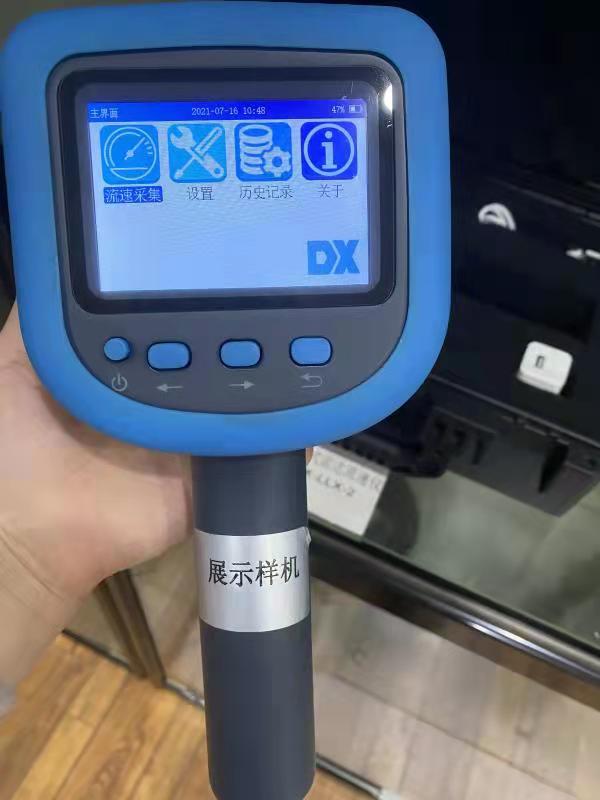 主界面 2021-07-16 10:48 47%
流速采集 设置 历史记录 关于
DX
展示样机